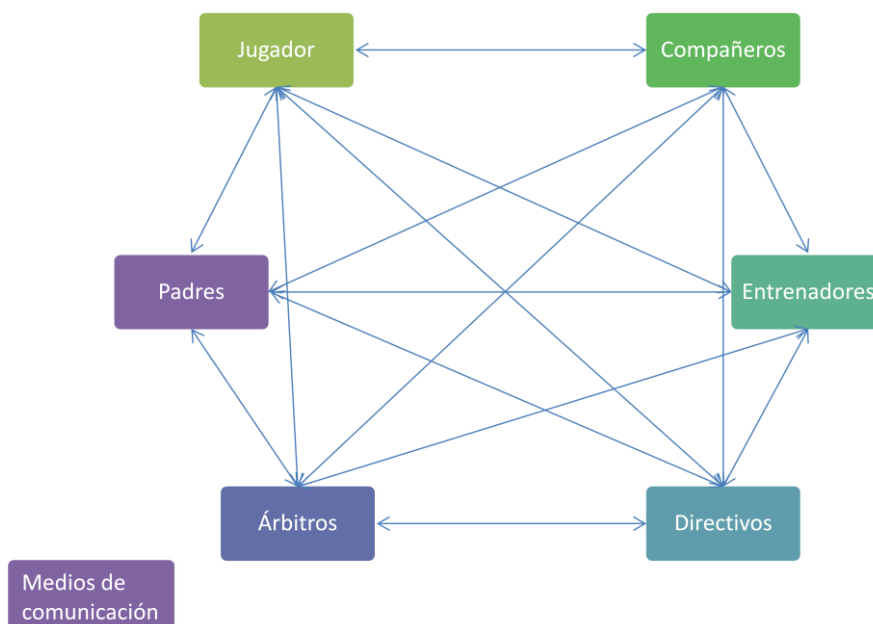 Jugador
Compañeros
Padres
Entrenadores
Árbitros
Directivos
Medios de
comunicación